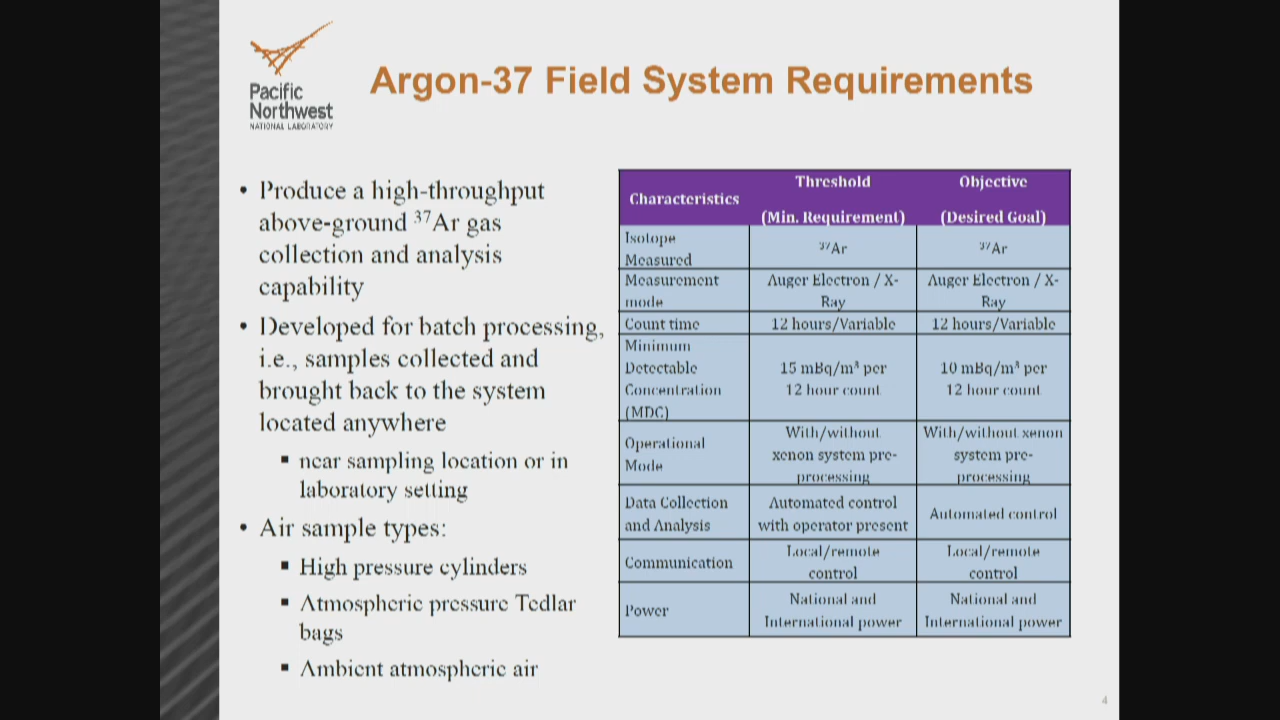 Pacific
Northwest
NATIONAL LABORATORY
Argon-37 Field System Requirements
• Produce a high-throughput
above-ground ³⁷Ar gas
collection and analysis
capability
• Developed for batch processing,
i.e., samples collected and
brought back to the system
located anywhere
▪ near sampling location or in
laboratory setting
• Air sample types:
▪ High pressure cylinders
▪ Atmospheric pressure Tedlar
bags
▪ Ambient atmospheric air
Characteristics
Threshold
(Min. Requirement)
Objective
(Desired Goal)
Isotope
Measured
³⁷Ar
³⁷Ar
Measurement
mode
Auger Electron / X-
Ray
Auger Electron / X-
Ray
Count time
12 hours/Variable
12 hours/Variable
Minimum
Detectable
Concentration
(MDC)
15 mBq/m³ per
12 hour count
10 mBq/m³ per
12 hour count
Operational
Mode
With/without
xenon system pre-
processing
With/without xenon
system pre-
processing
Data Collection
and Analysis
Automated control
with operator present
Automated control
Communication
Local/remote
control
Local/remote
control
Power
National and
International power
National and
International power
4